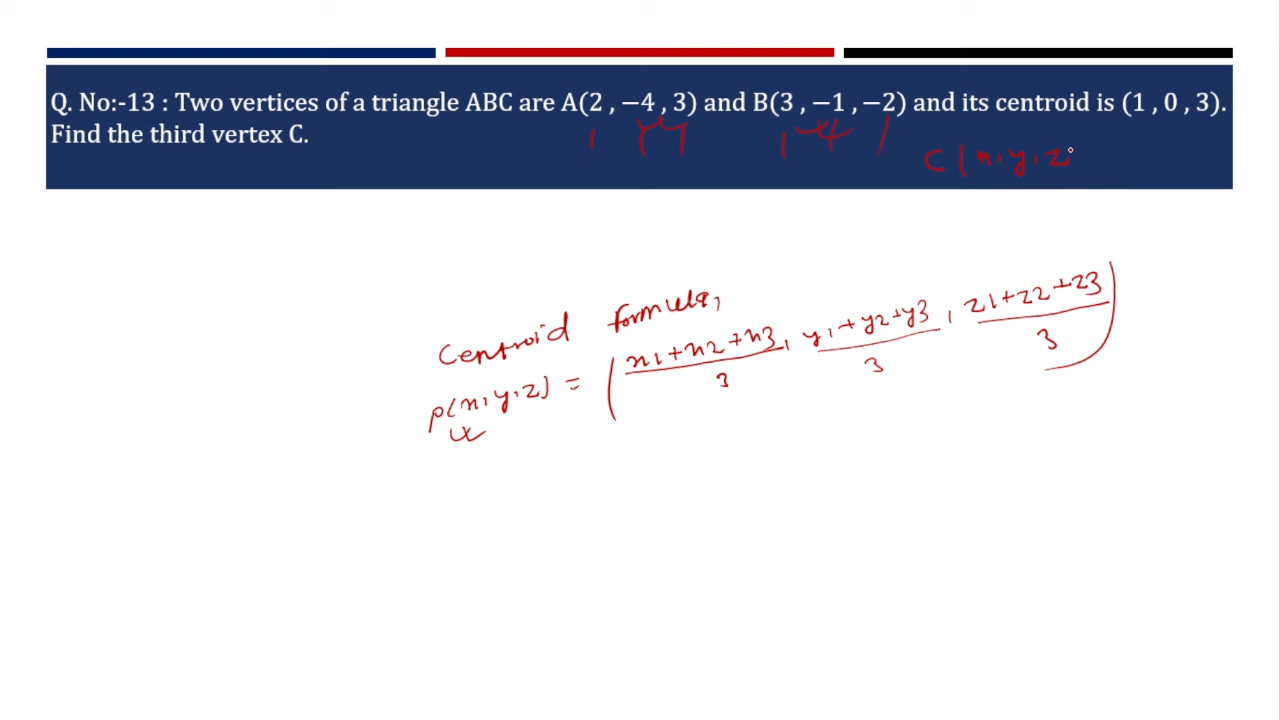 Q. No:-13 : Two vertices of a triangle ABC are A(2 , −4 , 3) and B(3 , −1 , −2) and its centroid is (1 , 0 , 3).
Find the third vertex C.
C (x, y, z
Centroid formula,
P(x, y, z) = (x1+x2+x3/3, y1+y2+y3/3, z1+z2+z3/3)